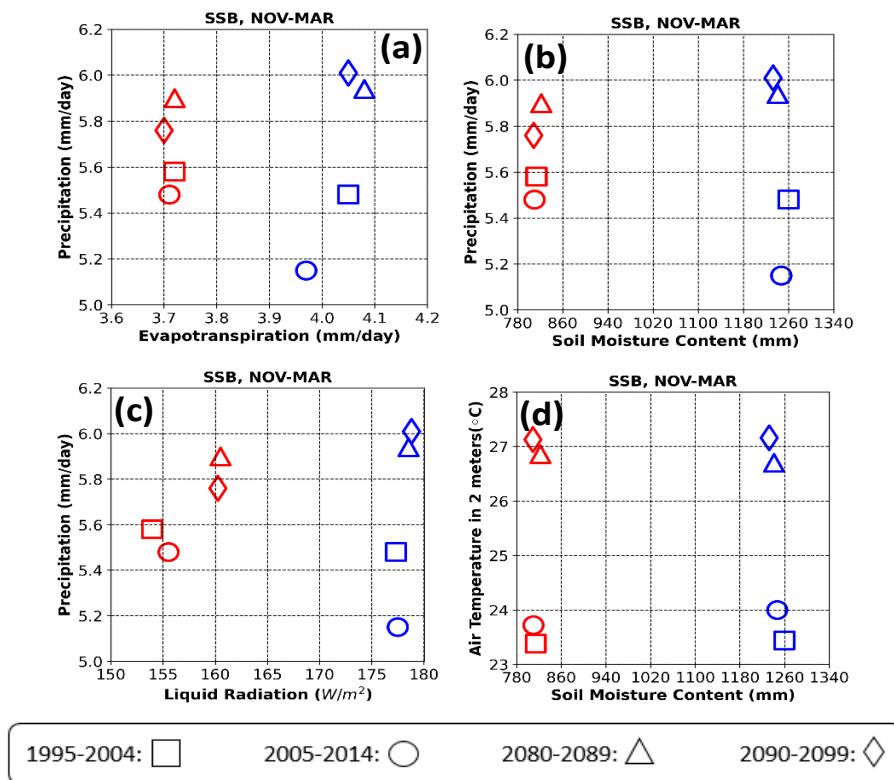 SSB, NOV-MAR
(a)
Precipitation (mm/day)
6.2
6.0
5.8
5.6
5.4
5.2
5.0
3.6 3.7 3.8 3.9 4.0 4.1 4.2
Evapotranspiration (mm/day)
SSB, NOV-MAR
(b)
Precipitation (mm/day)
6.2
6.0
5.8
5.6
5.4
5.2
5.0
780 860 940 1020 1100 1180 1260 1340
Soil Moisture Content (mm)
SSB, NOV-MAR
(c)
Precipitation (mm/day)
6.2
6.0
5.8
5.6
5.4
5.2
5.0
150 155 160 165 170 175 180
Liquid Radiation (W/m²)
SSB, NOV-MAR
(d)
Air Temperature in 2 meters(◦C)
28
27
26
25
24
23
780 860 940 1020 1100 1180 1260 1340
Soil Moisture Content (mm)
1995-2004: 2005-2014: 2080-2089: 2090-2099: